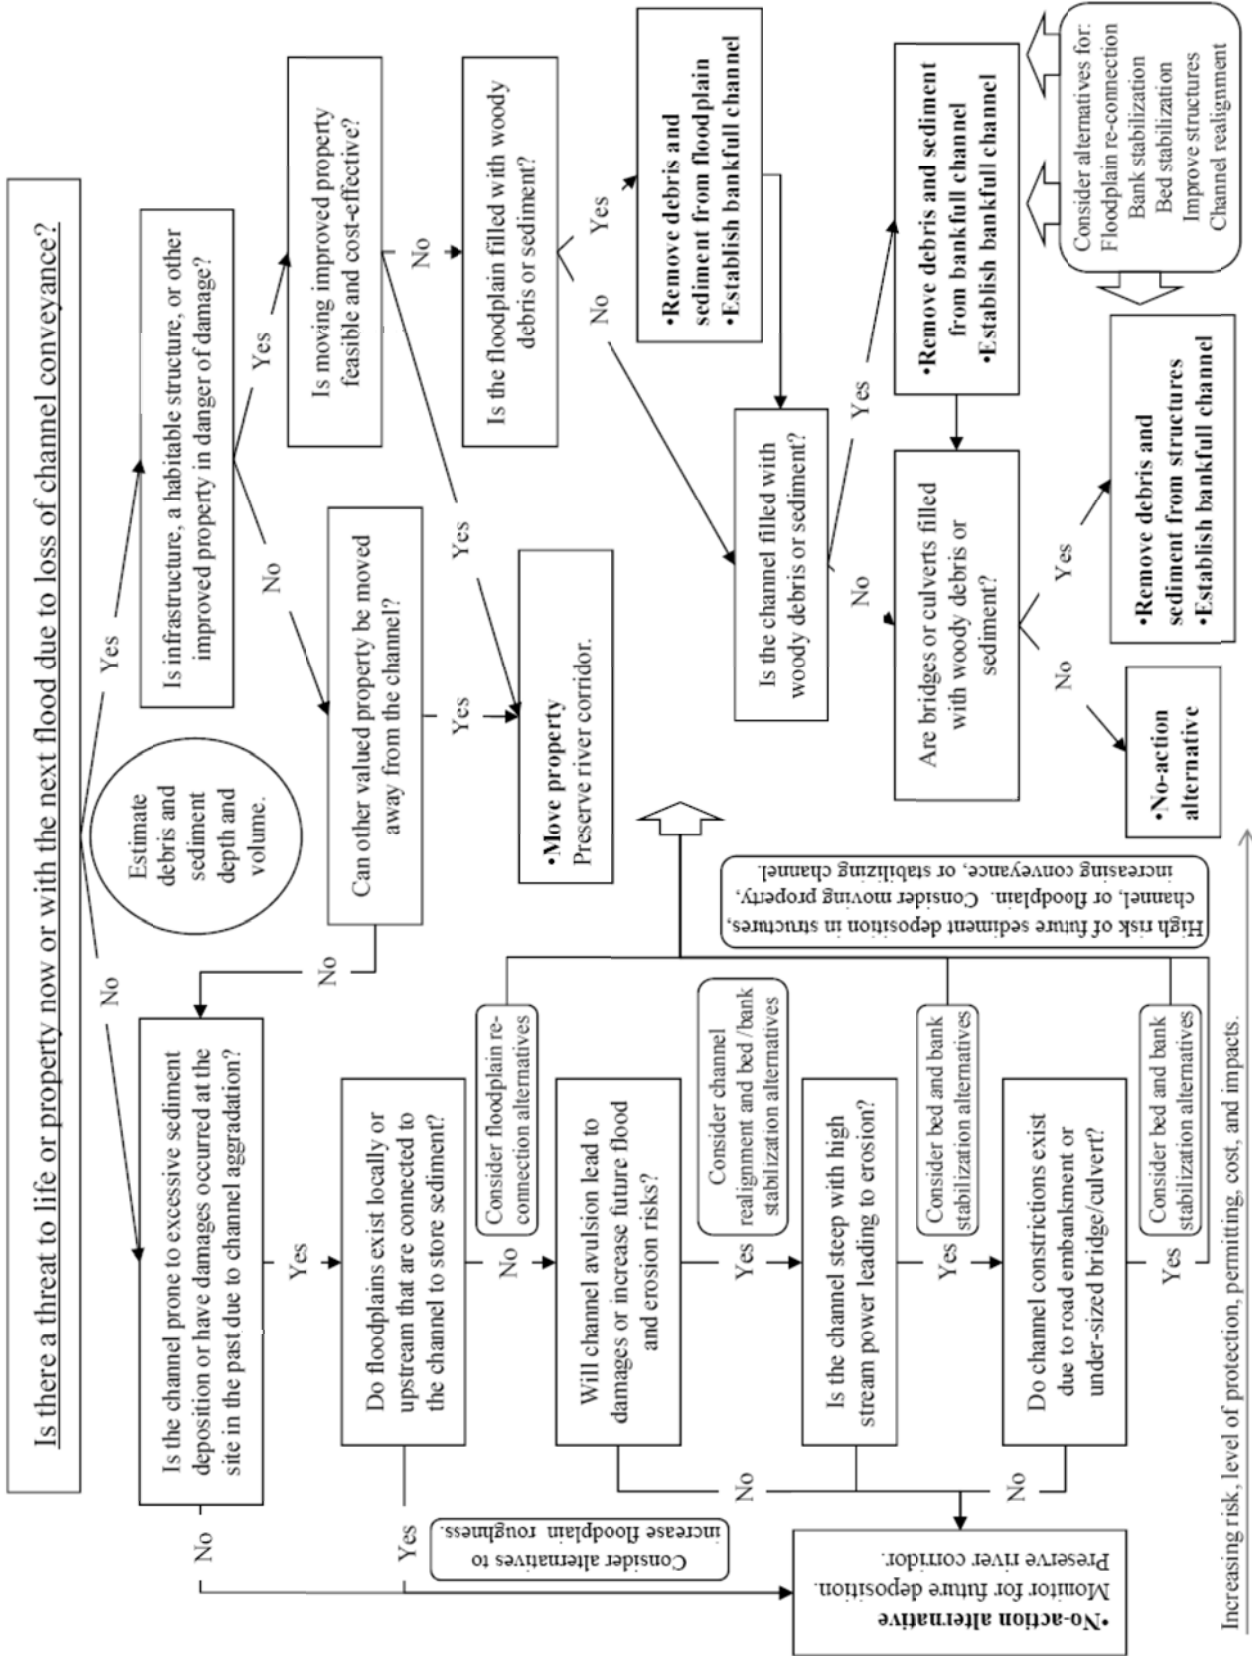 Is there a threat to life or property now or with the next flood due to loss of channel conveyance?
No
Yes
Estimate
debris and
sediment
depth and
volume.
Is the channel prone to excessive sediment
deposition or have damages occurred at the
site in the past due to channel aggradation?
Is infrastructure, a habitable structure, or other
improved property in danger of damage?
No
Yes
No
Yes
Can other valued property be moved
away from the channel?
No
Yes
Is moving improved property
feasible and cost-effective?
Yes
No
Do floodplains exist locally or
upstream that are connected to
the channel to store sediment?
Yes
Consider alternatives to
increase floodplain roughness.
No
Consider floodplain re-
connection alternatives
•Move property
Preserve river corridor.
Is the floodplain filled with woody
debris or sediment?
No
Yes
Will channel avulsion lead to
damages or increase future flood
and erosion risks?
No
Yes
Consider channel
realignment and bed /bank
stabilization alternatives
High risk of future sediment deposition in structures,
channel, or floodplain. Consider moving property,
increasing conveyance, or stabilizing channel.
•Remove debris and
sediment from floodplain
•Establish bankfull channel
Is the channel filled with
woody debris or sediment?
No
Yes
Is the channel steep with high
stream power leading to erosion?
Yes
Consider bed and bank
stabilization alternatives
•No-action alternative
Monitor for future deposition.
Preserve river corridor.
Are bridges or culverts filled
with woody debris or
sediment?
No
Yes
•Remove debris and sediment
from bankfull channel
•Establish bankfull channel
Do channel constrictions exist
due to road embankment or
under-sized bridge/culvert?
No
Yes
Consider bed and bank
stabilization alternatives
•No-action
alternative
•Remove debris and
sediment from structures
•Establish bankfull channel
Consider alternatives for:
Floodplain re-connection
Bank stabilization
Bed stabilization
Improve structures
Channel realignment
Increasing risk, level of protection, permitting, cost, and impacts.